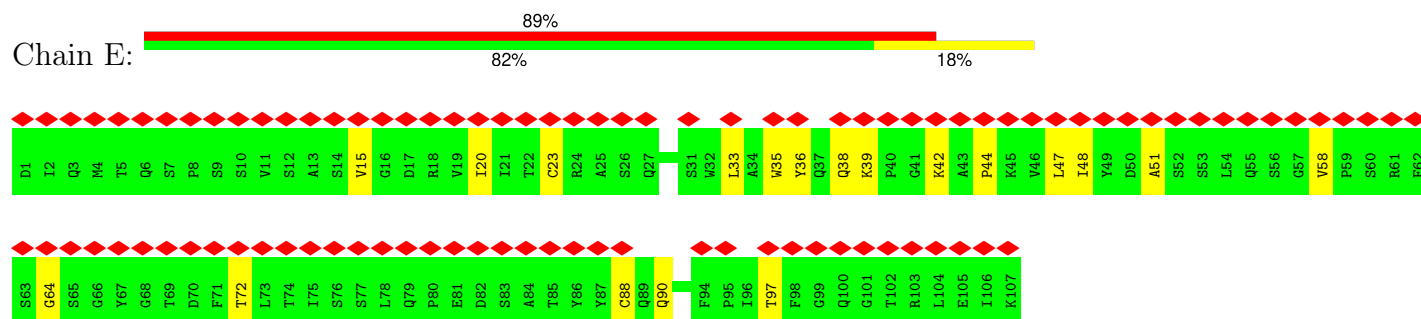 89%
Chain E:
82% 18%
D1 I2 Q3 M4 T5 Q6 S7 P8 S9 S10 V11 S12 A13 S14 V15 G16 D17 R18 V19 I20 I21 T22 C23 R24 A25 S26 Q27 S31 W32 L33 A34 W35 Y36 Q37 Q38 K39 P40 G41 K42 A43 P44 K45 V46 L47 I48 Y49 D50 A51 S52 S53 L54 Q55 S56 G57 V58 P59 S60 R61
S63 G64 S65 G66 Y67 G68 T69 D70 F71 T72 L73 T74 I75 S76 S77 L78 Q79 P80 E81 D82 S83 A84 T85 Y86 Y87 C88 Q89 Q90 F94 P95 I96 T97 F98 G99 Q100 G101 T102 R103 L104 E105 I106 K107